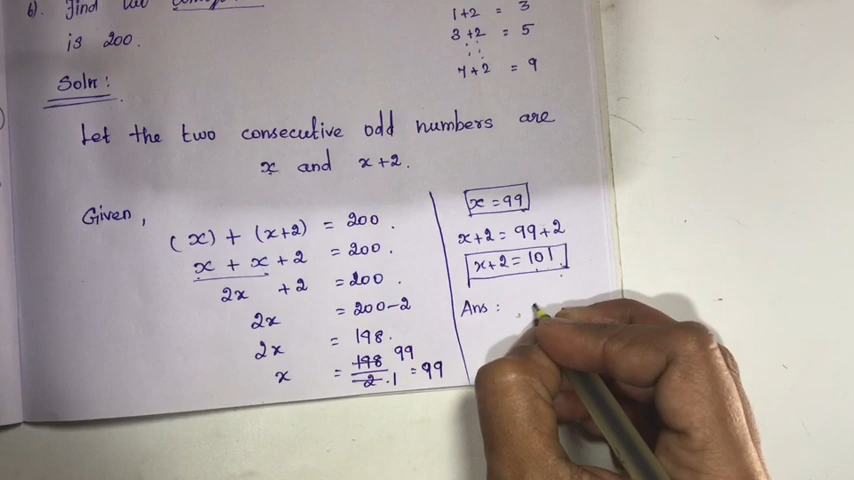 6). Find two
is 200.
1+2 = 3
3+2 = 5
7+2 = 9
Soln:
Let the two consecutive odd numbers are
x and x+2.
Given,
(x) + (x+2) = 200.
x + x + 2 = 200.
2x + 2 = 200.
2x = 200-2
2x = 198.
x = 198/2 = 99
99
1
x = 99
x+2 = 99+2
x+2 = 101.
Ans: